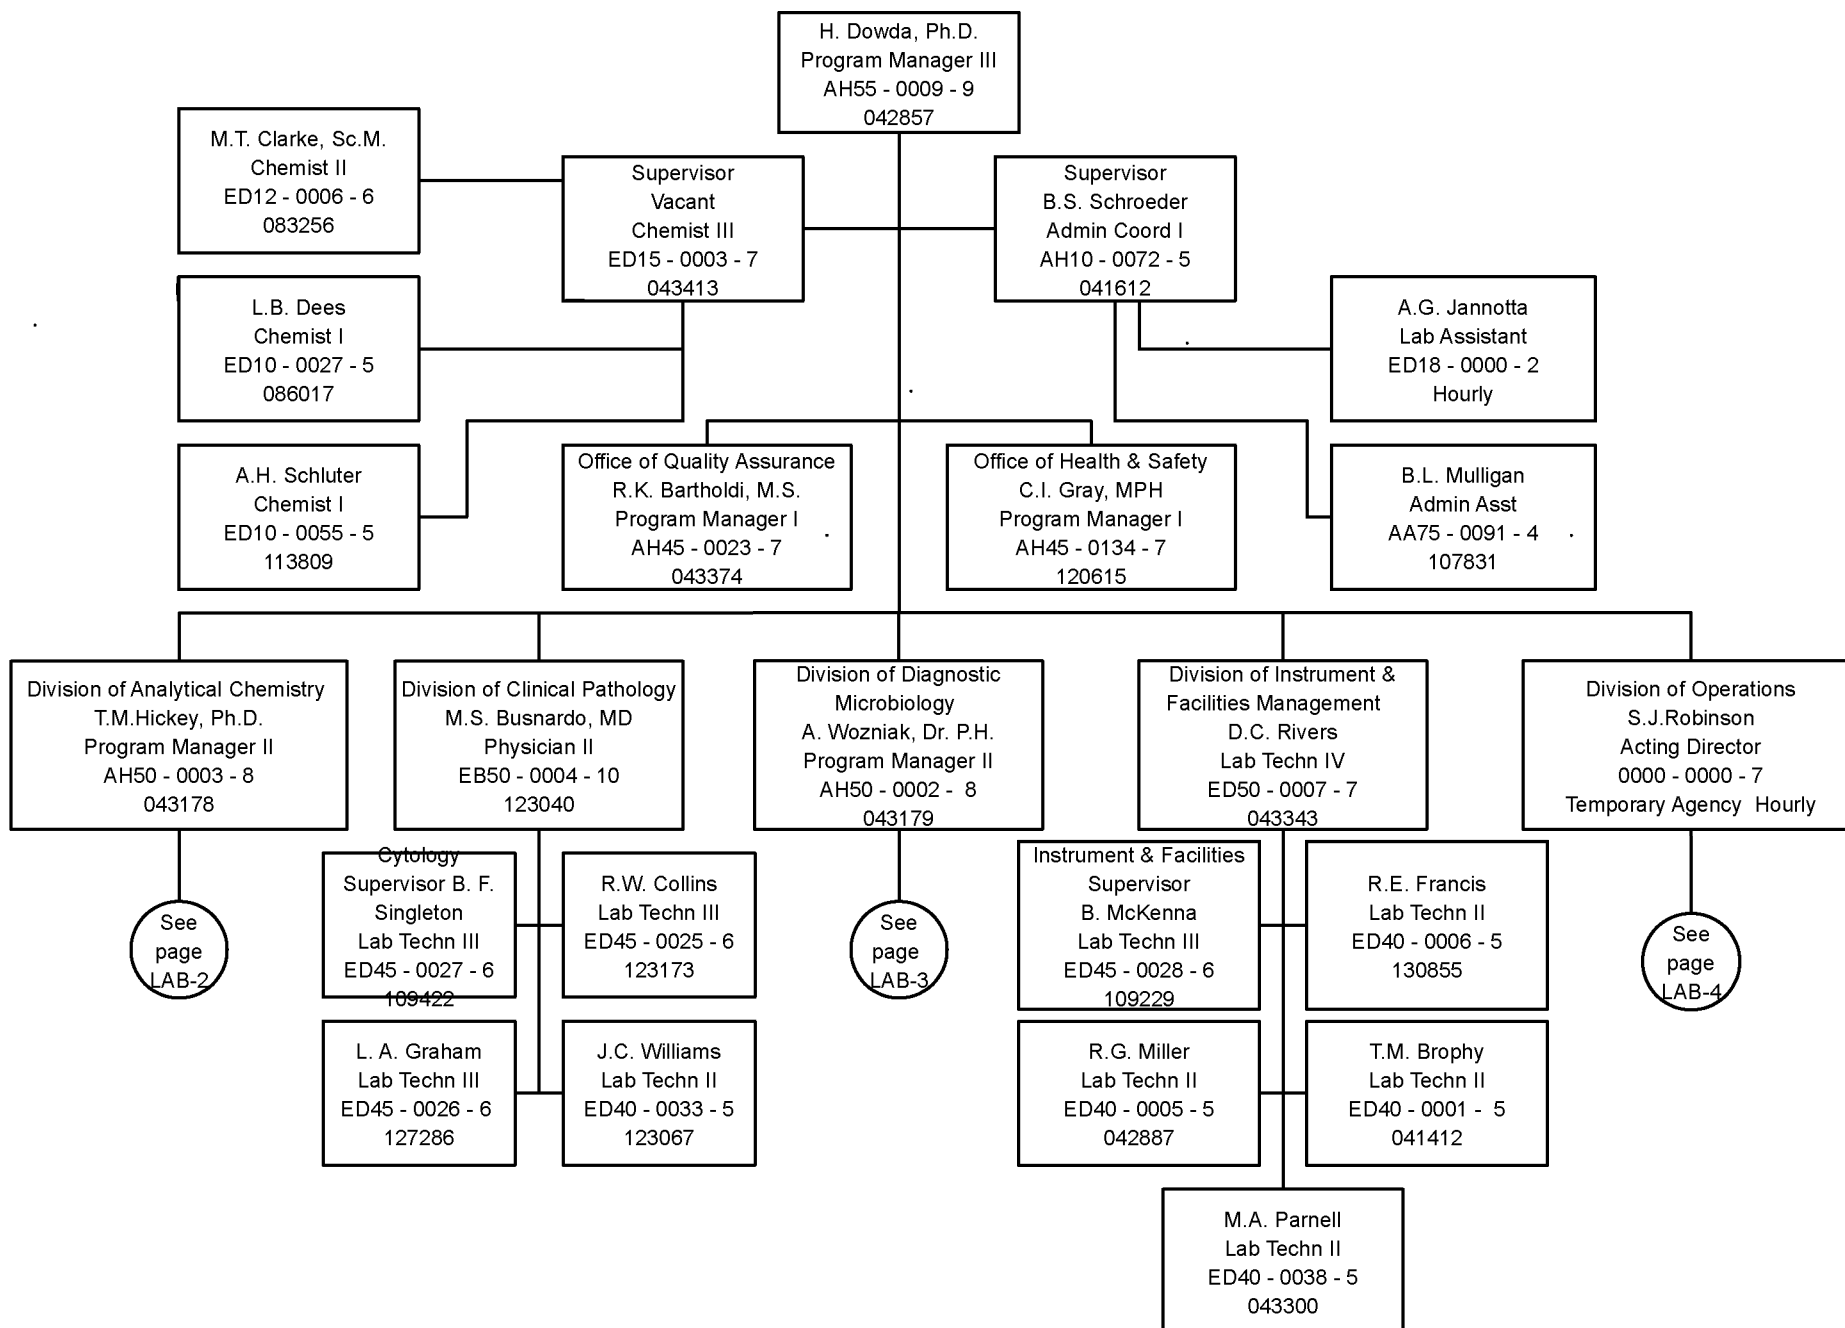 H. Dowda, Ph.D.
Program Manager III
AH55 - 0009 - 9
042857
M.T. Clarke, Sc.M.
Chemist II
ED12 - 0006 - 6
083256
Supervisor
Vacant
Chemist III
ED15 - 0003 - 7
043413
Supervisor
B.S. Schroeder
Admin Coord I
AH10 - 0072 - 5
041612
L.B. Dees
Chemist I
ED10 - 0027 - 5
086017
A.G. Jannotta
Lab Assistant
ED18 - 0000 - 2
Hourly
A.H. Schluter
Chemist I
ED10 - 0055 - 5
113809
Office of Quality Assurance
R.K. Bartholdi, M.S.
Program Manager I
AH45 - 0023 - 7
043374
Office of Health & Safety
C.I. Gray, MPH
Program Manager I
AH45 - 0134 - 7
120615
B.L. Mulligan
Admin Asst
AA75 - 0091 - 4
107831
Division of Analytical Chemistry
T.M.Hickey, Ph.D.
Program Manager II
AH50 - 0003 - 8
043178
Division of Clinical Pathology
M.S. Busnardo, MD
Physician II
EB50 - 0004 - 10
123040
Division of Diagnostic
Microbiology
A. Wozniak, Dr. P.H.
Program Manager II
AH50 - 0002 - 8
043179
Division of Instrument &
Facilities Management
D.C. Rivers
Lab Techn IV
ED50 - 0007 - 7
043343
Division of Operations
S.J.Robinson
Acting Director
0000 - 0000 - 7
Temporary Agency Hourly
See
page
LAB-2
Cytology
Supervisor B. F.
Singleton
Lab Techn III
ED45 - 0027 - 6
109422
R.W. Collins
Lab Techn III
ED45 - 0025 - 6
123173
See
page
LAB-3
Instrument & Facilities
Supervisor
B. McKenna
Lab Techn III
ED45 - 0028 - 6
109229
R.E. Francis
Lab Techn II
ED40 - 0006 - 5
130855
See
page
LAB-4
L. A. Graham
Lab Techn III
ED45 - 0026 - 6
127286
J.C. Williams
Lab Techn II
ED40 - 0033 - 5
123067
R.G. Miller
Lab Techn II
ED40 - 0005 - 5
042887
T.M. Brophy
Lab Techn II
ED40 - 0001 - 5
041412
M.A. Parnell
Lab Techn II
ED40 - 0038 - 5
043300